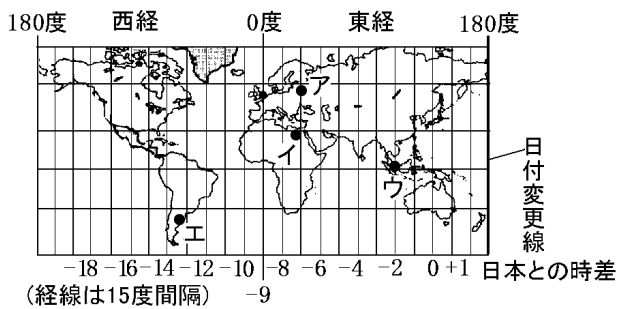 180度 西経 0度 東経 180度
ア
イ
ウ
エ
日付変更線
-18 -16 -14 -12 -10 -8 -6 -4 -2 0 +1 日本との時差
(経線は15度間隔) -9